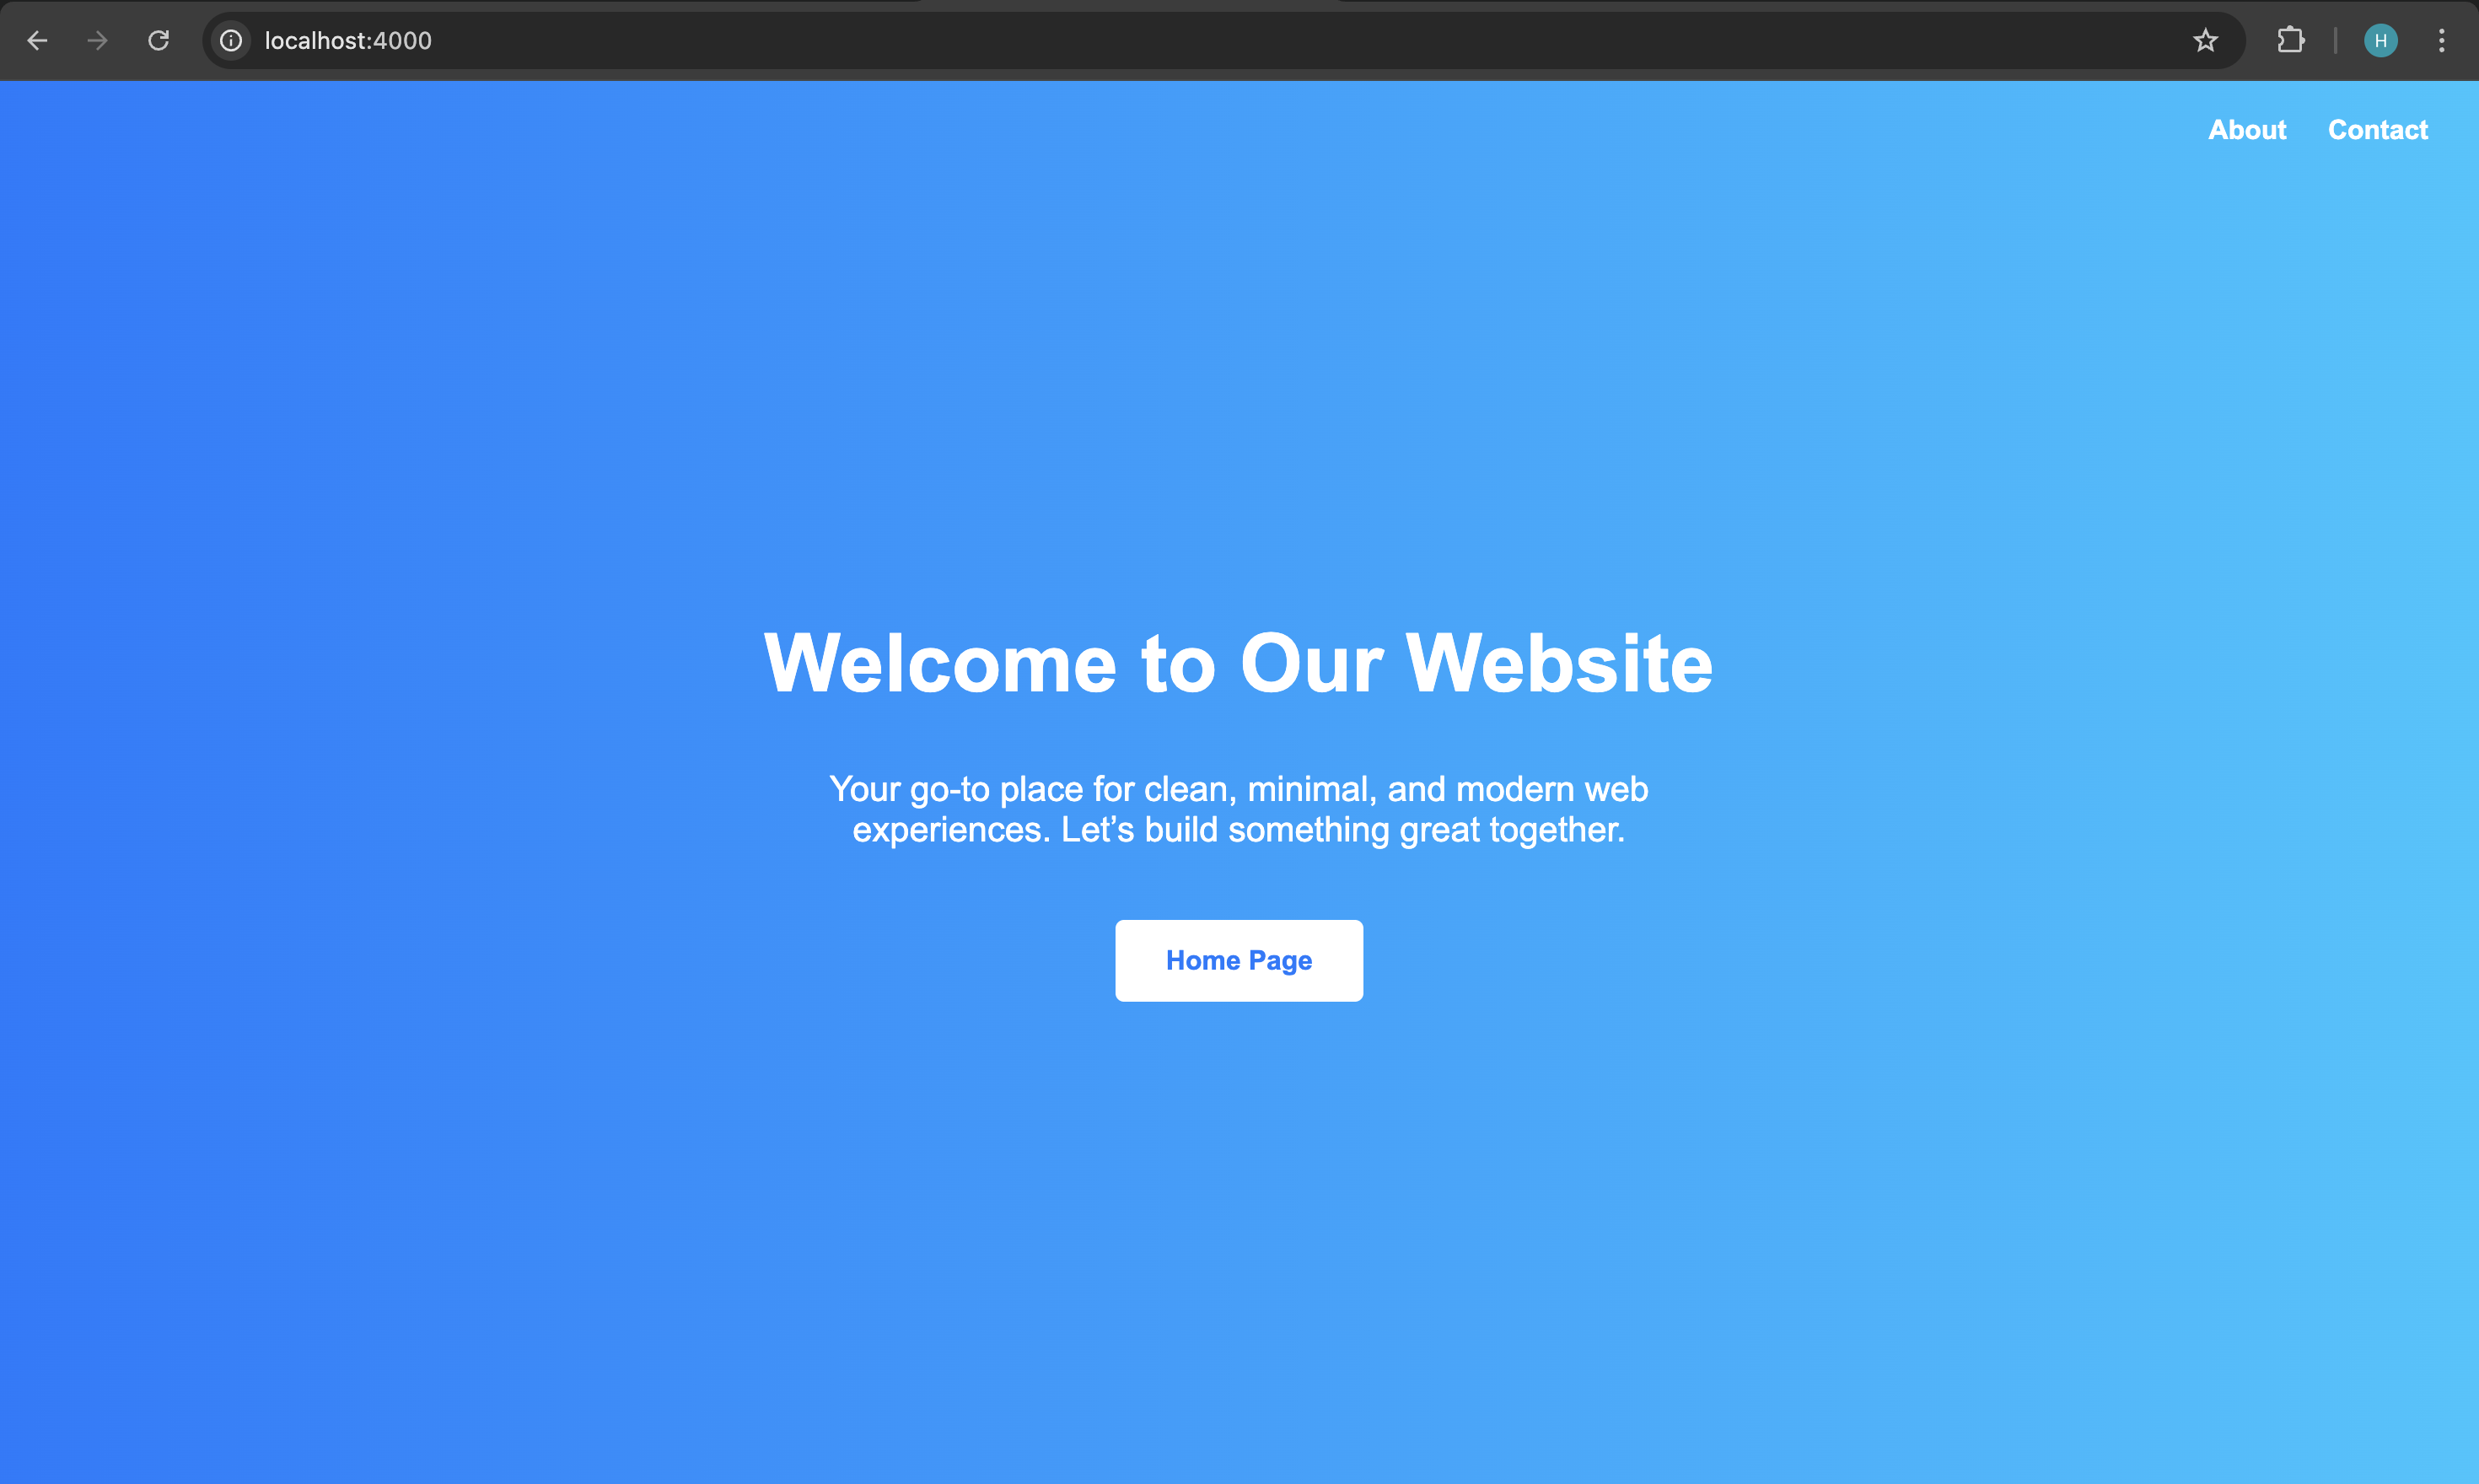 localhost:4000
H
About Contact
Welcome to Our Website
Your go-to place for clean, minimal, and modern web
experiences. Let’s build something great together.
Home Page